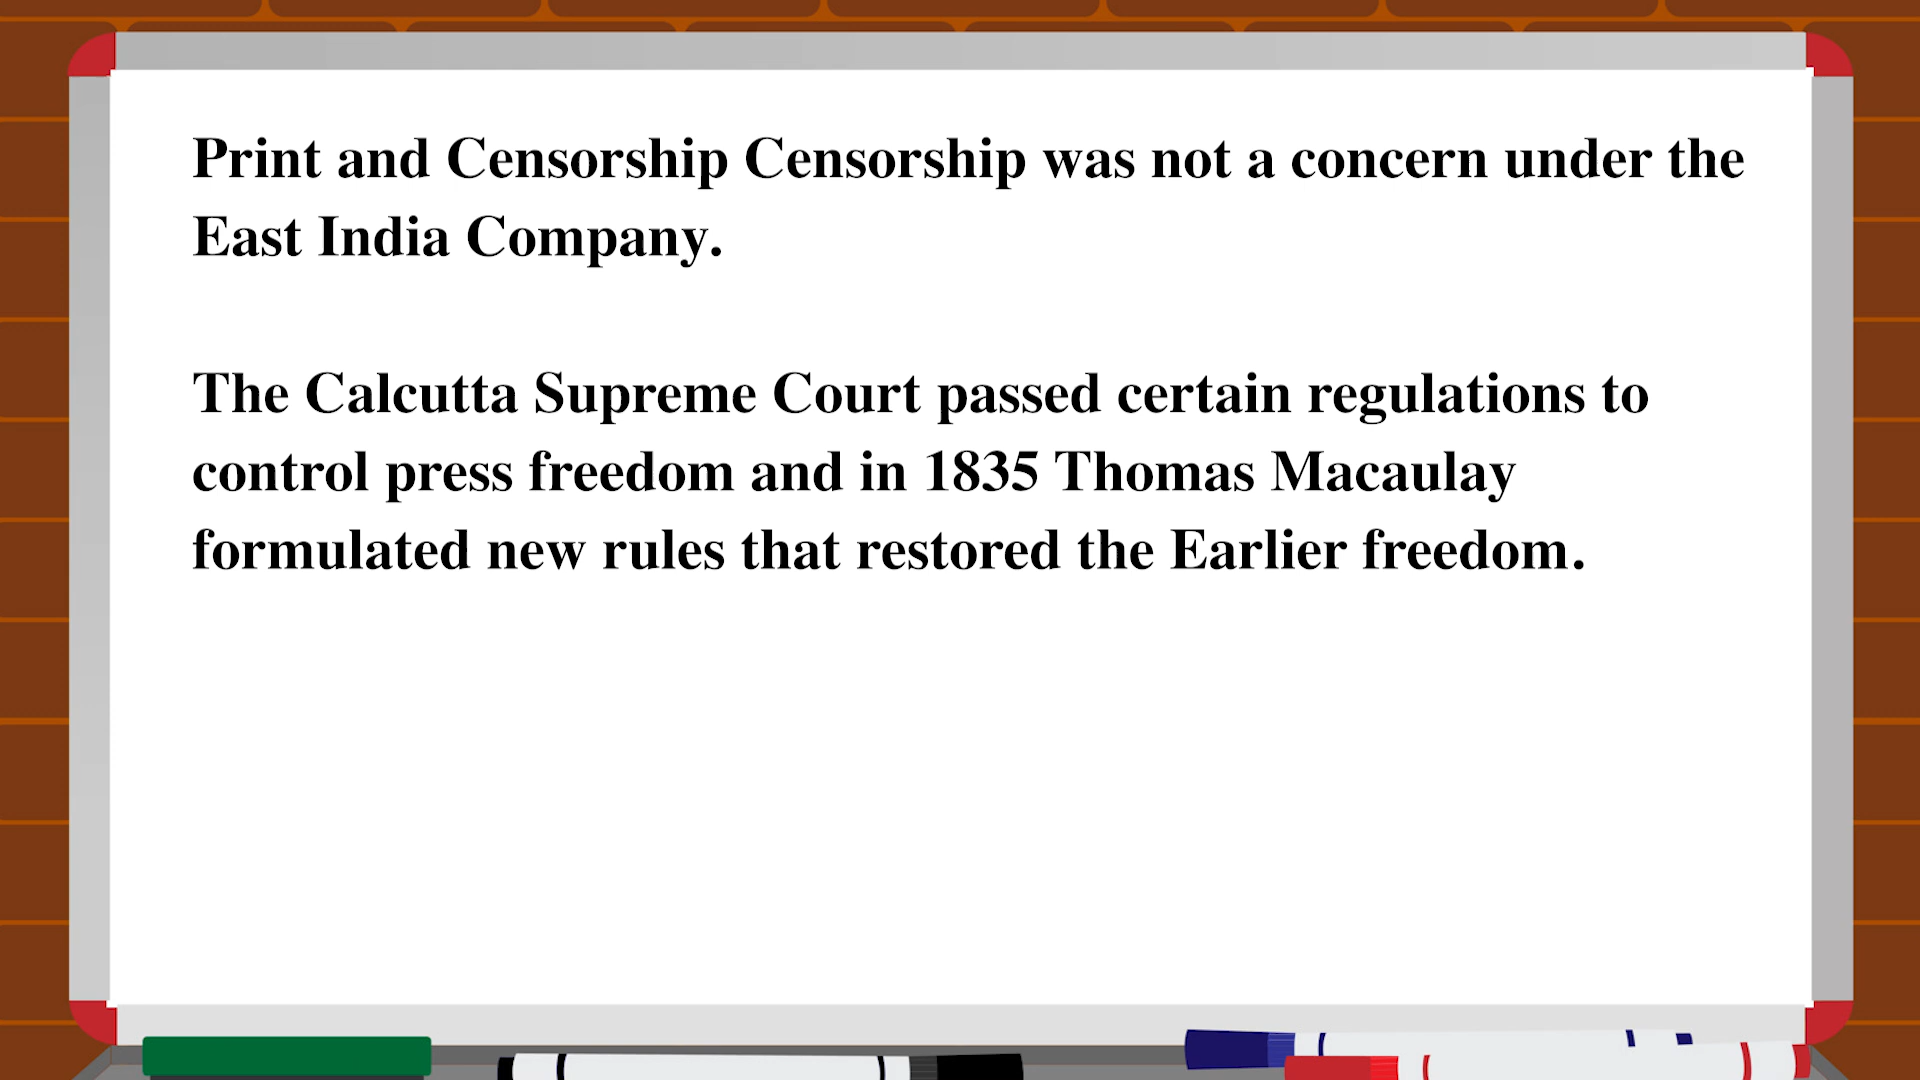 Print and Censorship Censorship was not a concern under the
East India Company.
The Calcutta Supreme Court passed certain regulations to
control press freedom and in 1835 Thomas Macaulay
formulated new rules that restored the Earlier freedom.